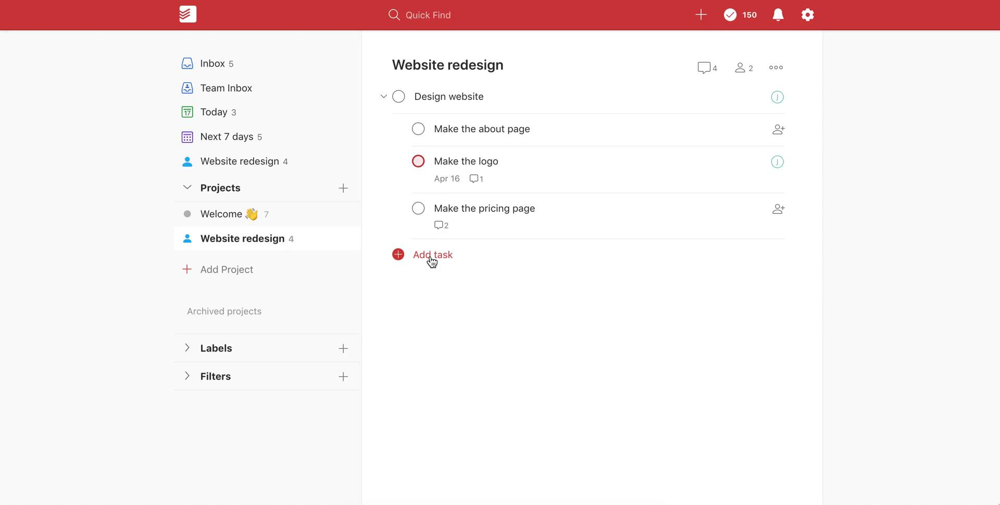 Quick Find
150
Inbox 5
Team Inbox
17 Today 3
Next 7 days 5
Website redesign 4
Projects
Welcome 👋 7
Website redesign 4
Add Project
Archived projects
Labels
Filters
Website redesign
4
2
Design website
J
Make the about page
Make the logo
J
Apr 16 1
Make the pricing page
2
Add task